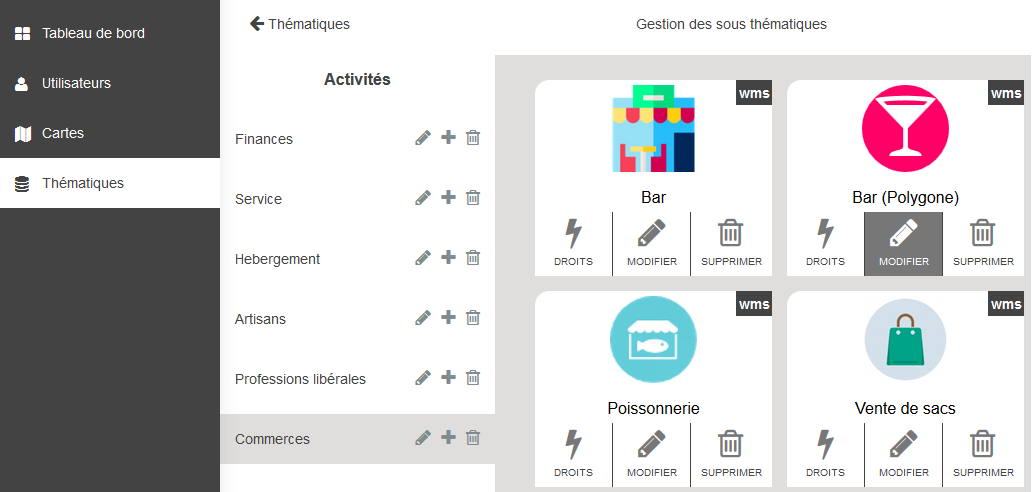 Tableau de bord
Utilisateurs
Cartes
Thématiques
Thématiques
Gestion des sous thématiques
Activités
Finances
Service
Hebergement
Artisans
Professions libérales
Commerces
wms
Bar
DROITS
MODIFIER
SUPPRIMER
wms
Bar (Polygone)
DROITS
MODIFIER
SUPPRIMER
wms
Poissonnerie
DROITS
MODIFIER
SUPPRIMER
wms
Vente de sacs
DROITS
MODIFIER
SUPPRIMER